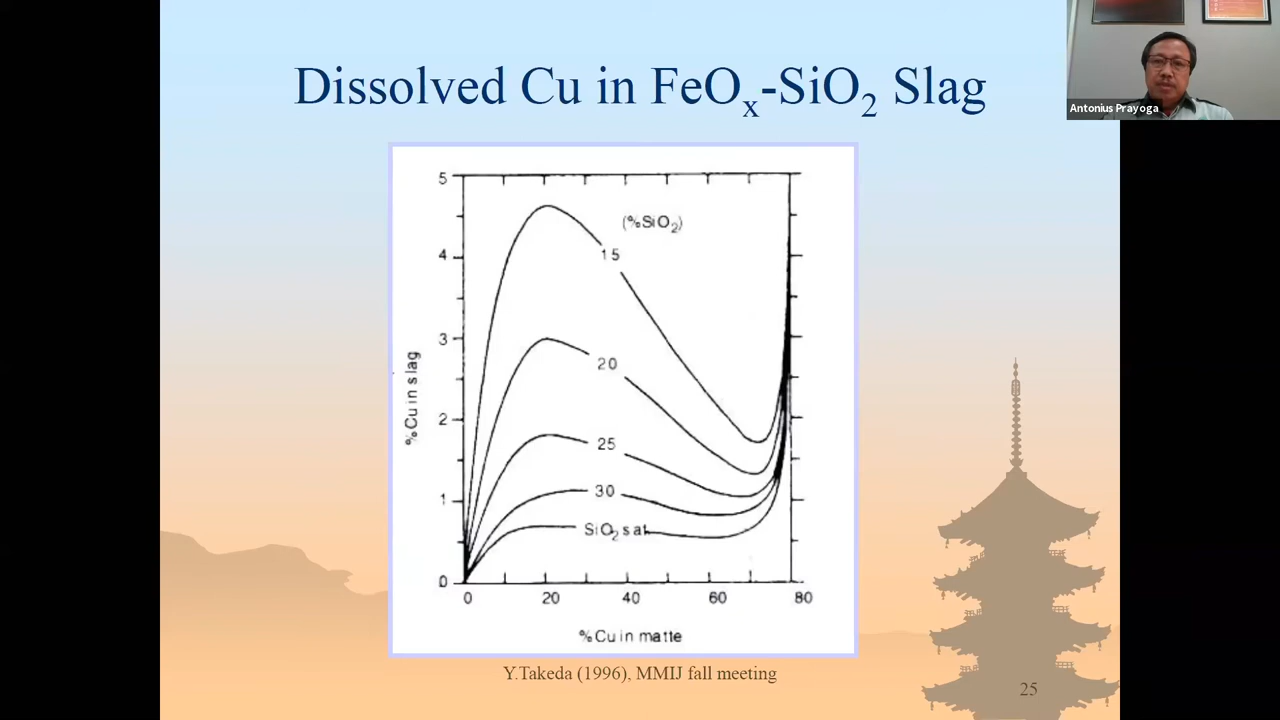 Dissolved Cu in FeOx-SiO2 Slag
Antonius Prayoga
5
4
3
2
1
0
%Cu in slag
(%SiO2)
15
20
25
30
SiO2 sat.
0 20 40 60 80
%Cu in matte
Y.Takeda (1996), MMIJ fall meeting
25